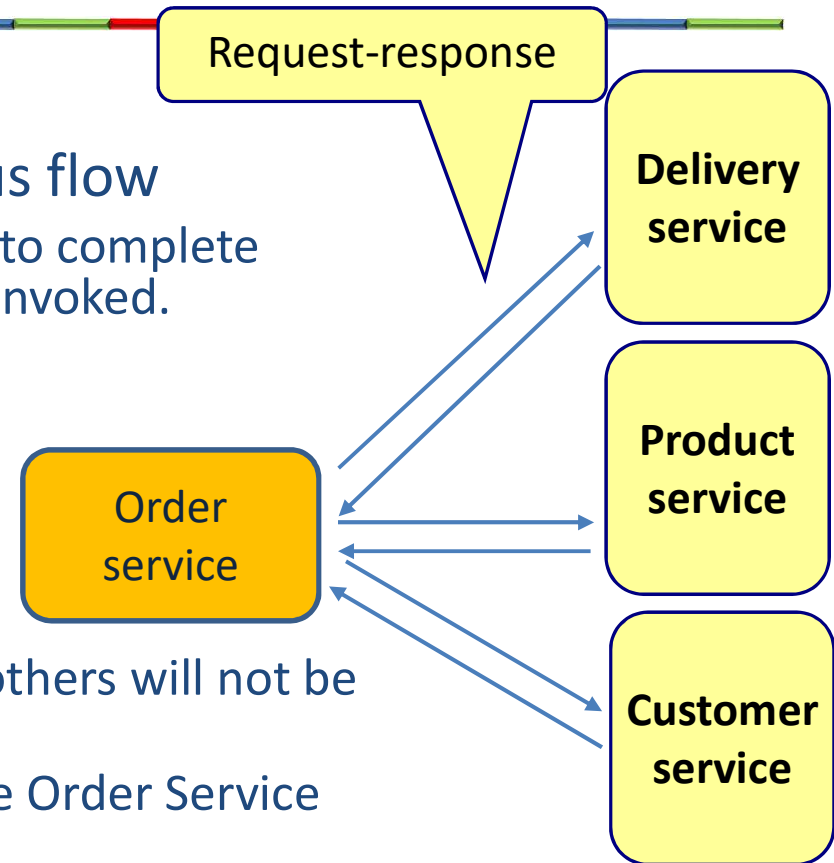 Request-response
us flow
to complete
nvoked.
Delivery
service
Product
service
Order
service
others will not be
e Order Service
Customer
service